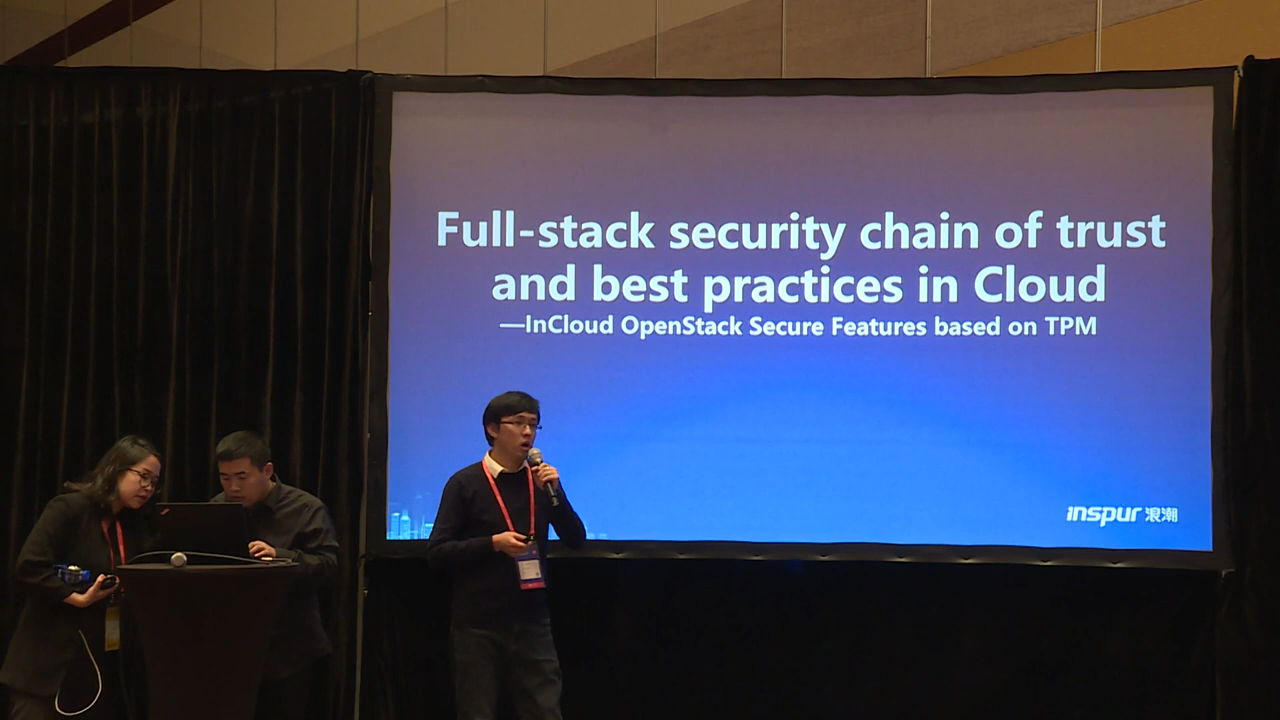 Full-stack security chain of trust
and best practices in Cloud
—InCloud OpenStack Secure Features based on TPM
inspur 浪潮